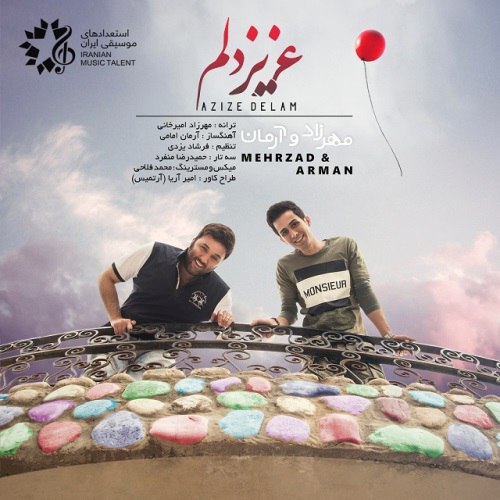 استعدادهای
موسیقی ایران
IRANIAN
MUSIC TALENT
عزیز دلم
AZIZE DELAM
ترانه : مهرزاد امیرخانی
آهنگساز : آرمان امامی
تنظیم : فرشاد یزدی
سه تار : حمیدرضا منفرد
میکس و مسترینگ : محمد فلاحی
طراح کاور : امیر آریا (آرتمیس)
مهرزاد و آرمان
MEHRZAD &
ARMAN
MONSIEUR